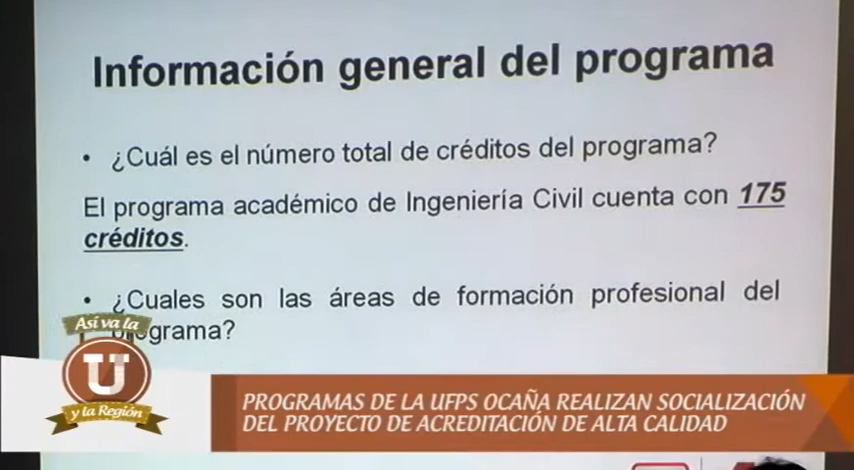 Información general del programa
• ¿Cuál es el número total de créditos del programa?
El programa académico de Ingeniería Civil cuenta con 175
créditos.
• ¿Cuales son las áreas de formación profesional del
programa?
Así va la
U
y la Región
PROGRAMAS DE LA UFPS OCAÑA REALIZAN SOCIALIZACIÓN
DEL PROYECTO DE ACREDITACIÓN DE ALTA CALIDAD